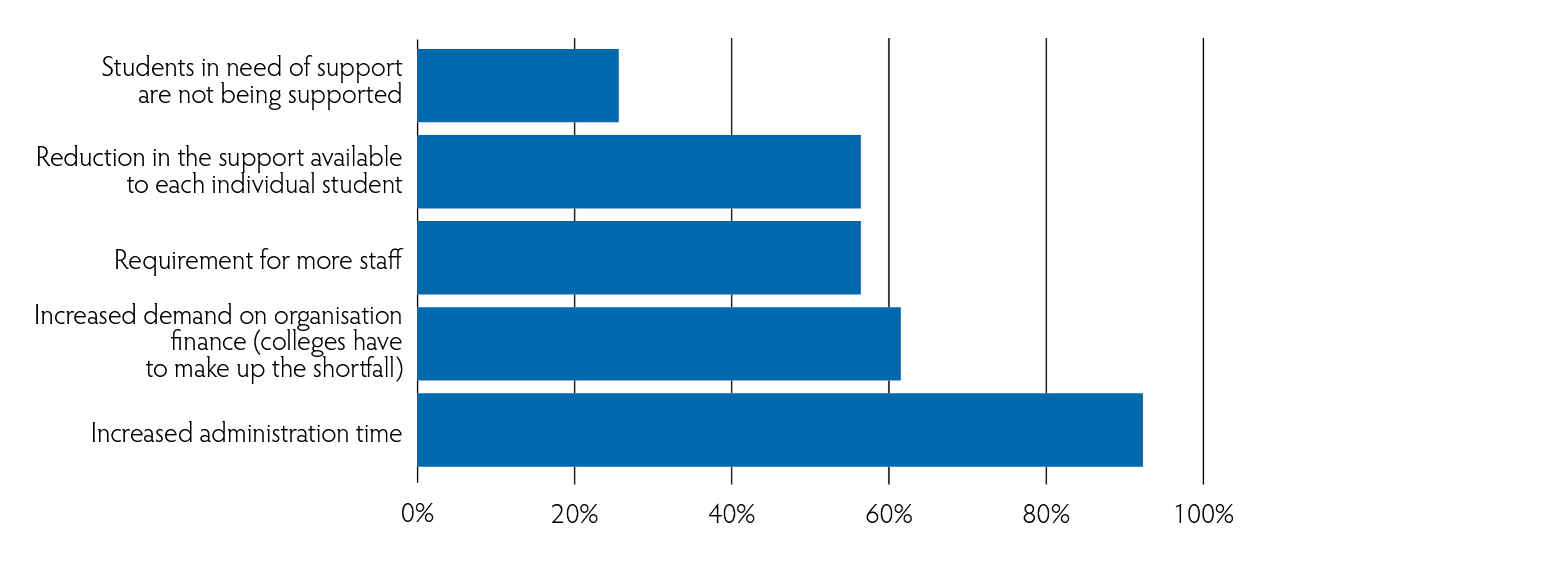 Students in need of support
are not being supported
Reduction in the support available
to each individual student
Requirement for more staff
Increased demand on organisation
finance (colleges have
to make up the shortfall)
Increased administration time
0% 20% 40% 60% 80% 100%